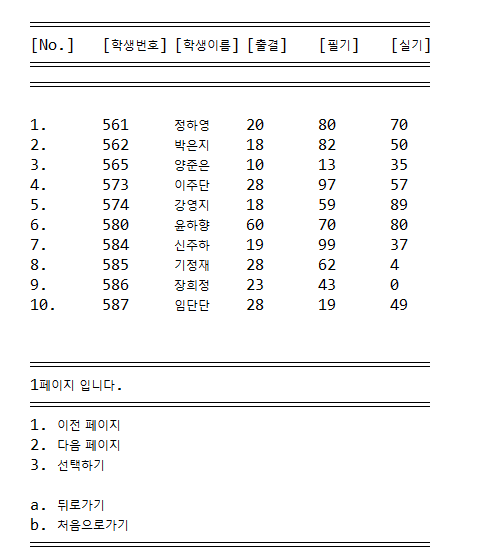 [No.] [학생번호] [학생이름] [출결] [필기] [실기]
1. 561 정하영 20 80 70
2. 562 박은지 18 82 50
3. 565 양준은 10 13 35
4. 573 이주단 28 97 57
5. 574 강영지 18 59 89
6. 580 윤하향 60 70 80
7. 584 신주하 19 99 37
8. 585 기정재 28 62 4
9. 586 장희정 23 43 0
10. 587 임단단 28 19 49
1페이지 입니다.
1. 이전 페이지
2. 다음 페이지
3. 선택하기
a. 뒤로가기
b. 처음으로가기